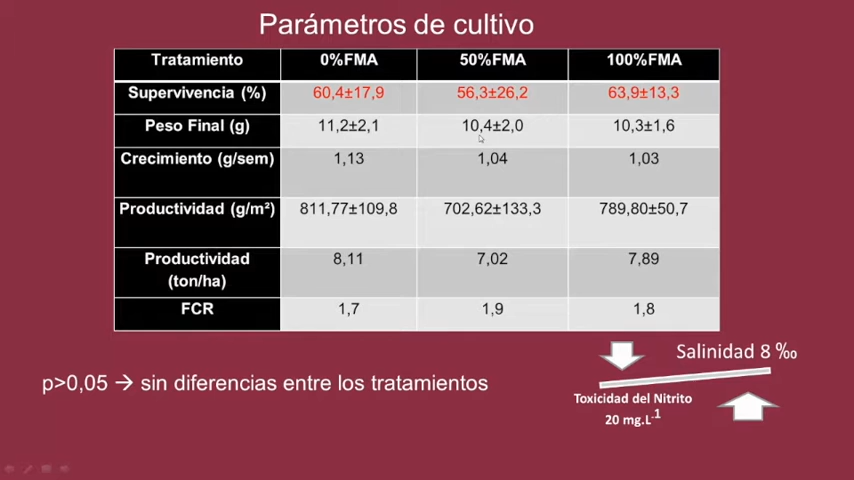 Parámetros de cultivo
Tratamiento 0%FMA 50%FMA 100%FMA
Supervivencia (%) 60,4±17,9 56,3±26,2 63,9±13,3
Peso Final (g) 11,2±2,1 10,4±2,0 10,3±1,6
Crecimiento (g/sem) 1,13 1,04 1,03
Productividad (g/m²) 811,77±109,8 702,62±133,3 789,80±50,7
Productividad (ton/ha) 8,11 7,02 7,89
FCR 1,7 1,9 1,8
Salinidad 8 ‰
p>0,05 → sin diferencias entre los tratamientos
Toxicidad del Nitrito
20 mg.L⁻¹